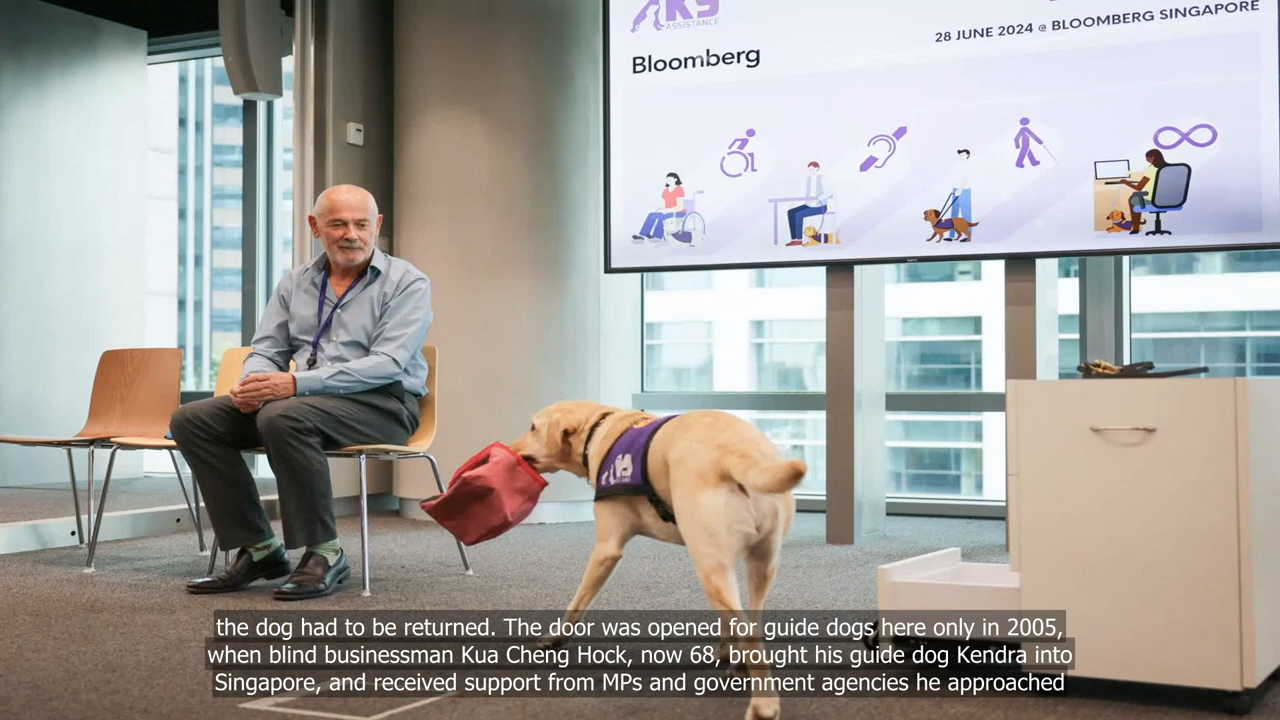 K9
ASSISTANCE
28 JUNE 2024 @ BLOOMBERG SINGAPORE
Bloomberg
the dog had to be returned. The door was opened for guide dogs here only in 2005,
when blind businessman Kua Cheng Hock, now 68, brought his guide dog Kendra into
Singapore, and received support from MPs and government agencies he approached